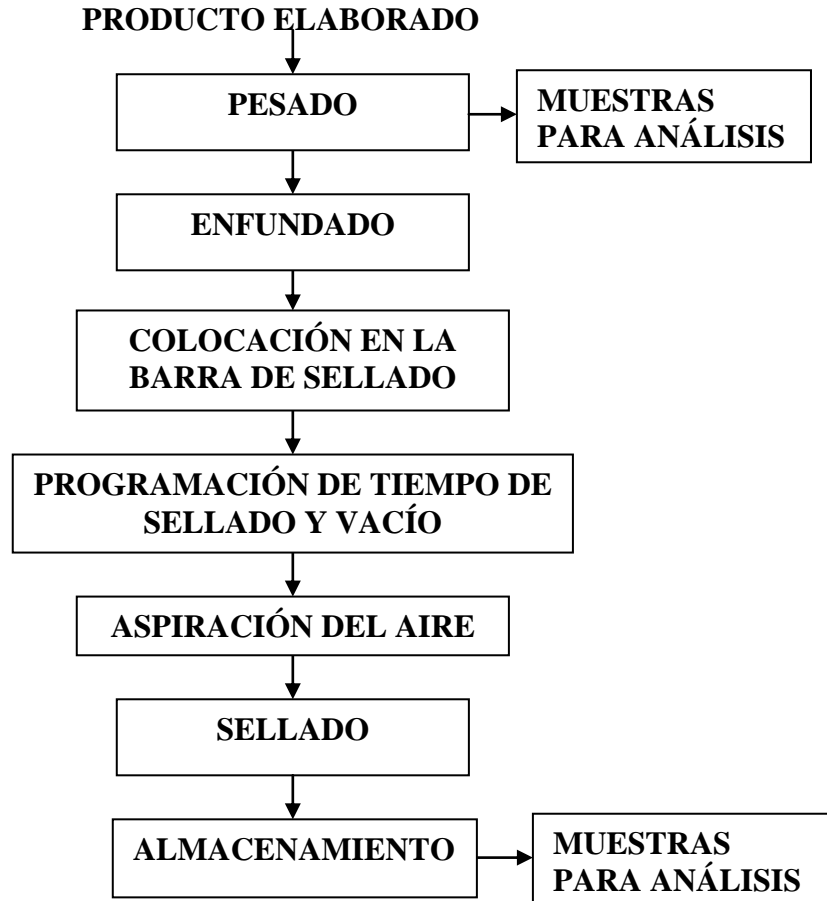 PRODUCTO ELABORADO
PESADO
MUESTRAS
PARA ANÁLISIS
ENFUNDADO
COLOCACIÓN EN LA
BARRA DE SELLADO
PROGRAMACIÓN DE TIEMPO DE
SELLADO Y VACÍO
ASPIRACIÓN DEL AIRE
SELLADO
ALMACENAMIENTO
MUESTRAS
PARA ANÁLISIS